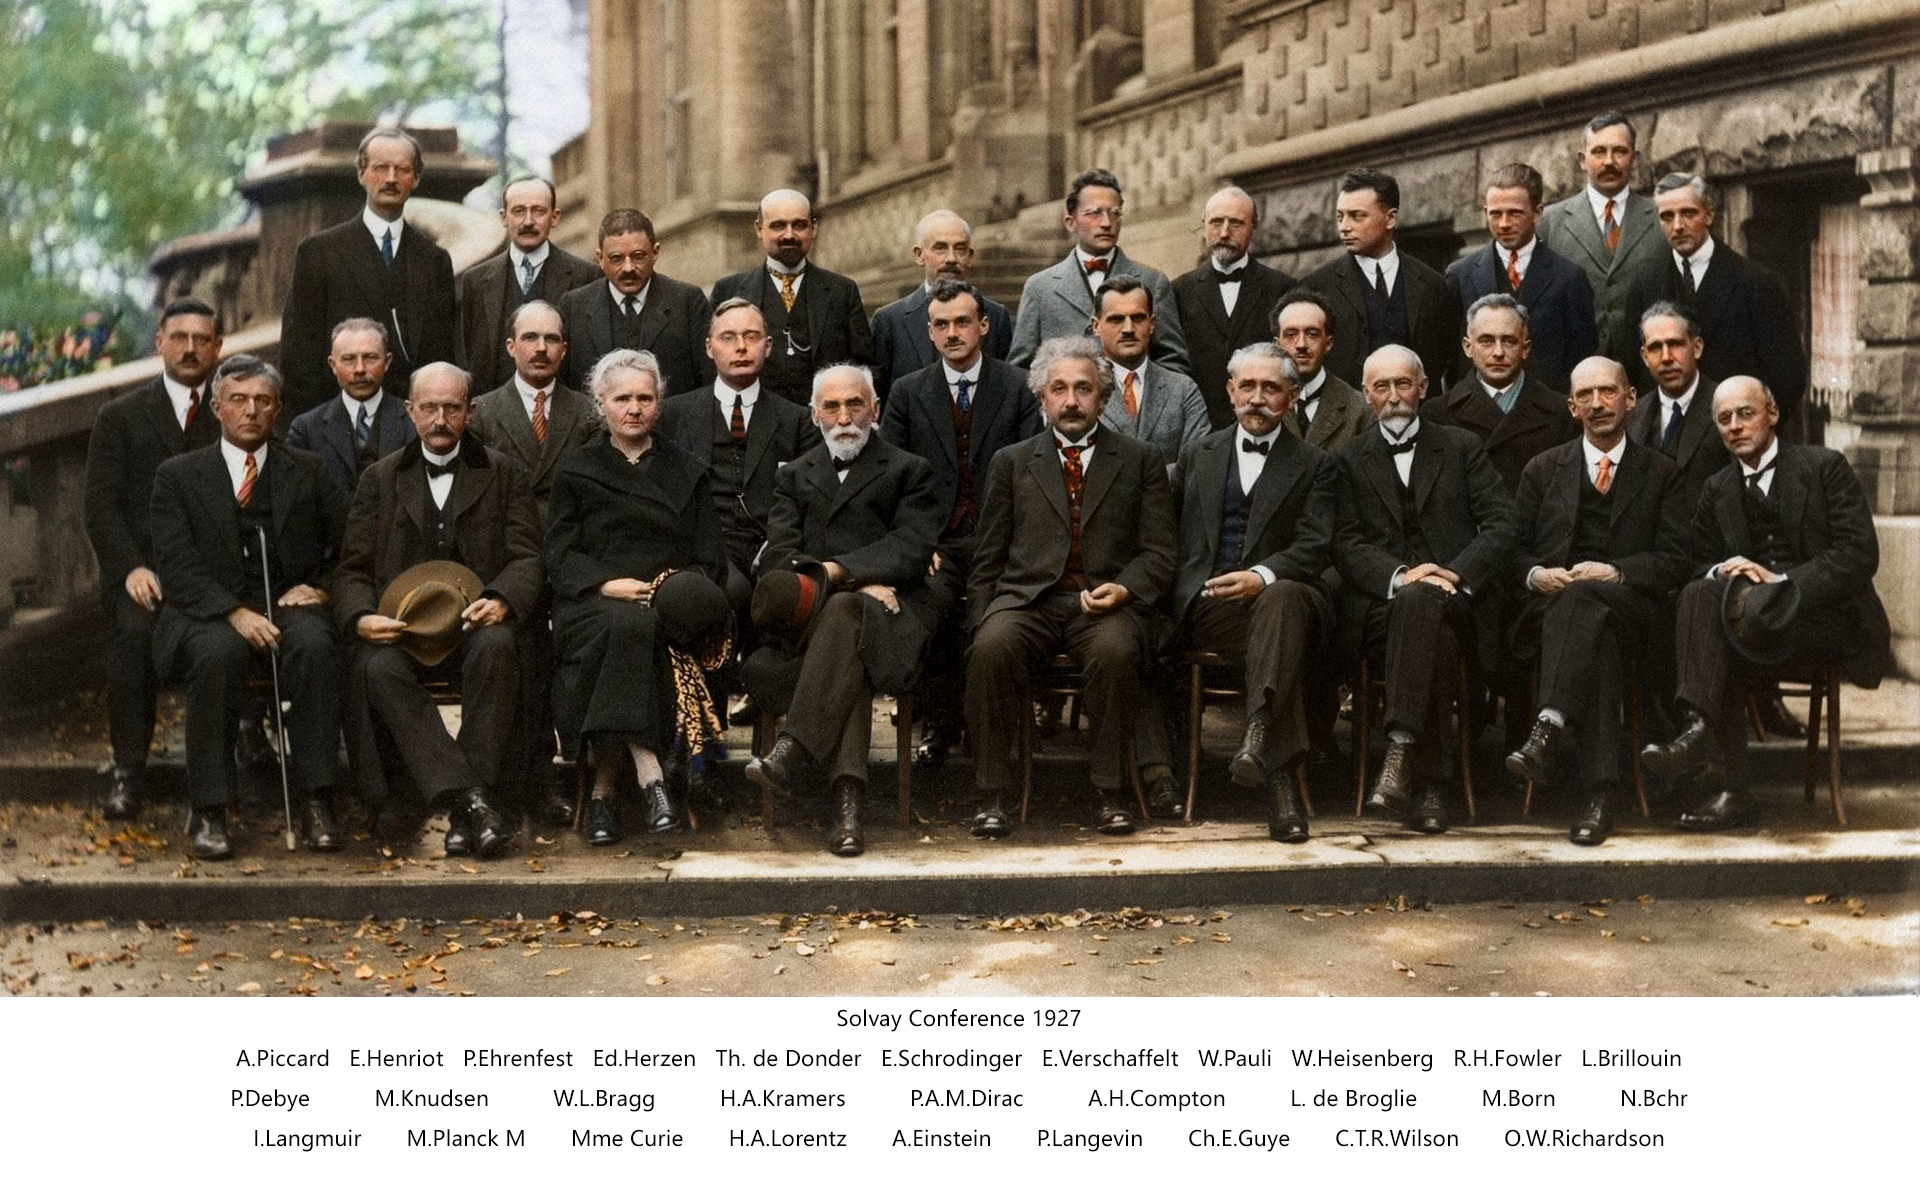 Solvay Conference 1927
A.Piccard E.Henriot P.Ehrenfest Ed.Herzen Th. de Donder E.Schrodinger E.Verschaffelt W.Pauli W.Heisenberg R.H.Fowler L.Brillouin
P.Debye M.Knudsen W.L.Bragg H.A.Kramers P.A.M.Dirac A.H.Compton L. de Broglie M.Born N.Bchr
I.Langmuir M.Planck M Mme Curie H.A.Lorentz A.Einstein P.Langevin Ch.E.Guye C.T.R.Wilson O.W.Richardson